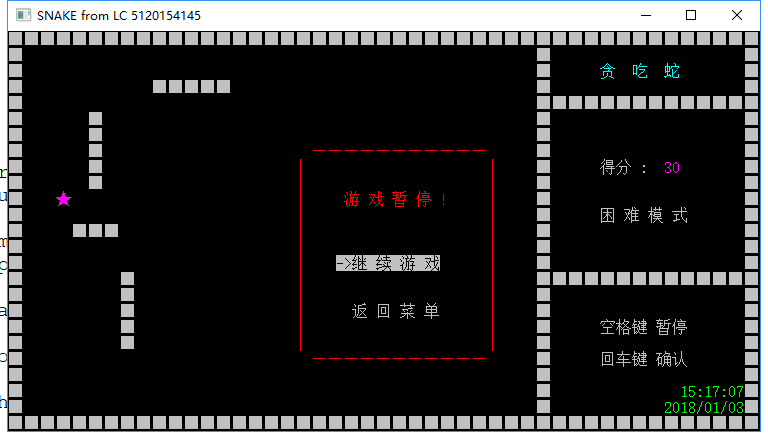 SNAKE from LC 5120154145
贪 吃 蛇
得分 : 30
困 难 模 式
游 戏 暂 停 !
->继 续 游 戏
返 回 菜 单
空格键 暂停
回车键 确认
15:17:07
2018/01/03